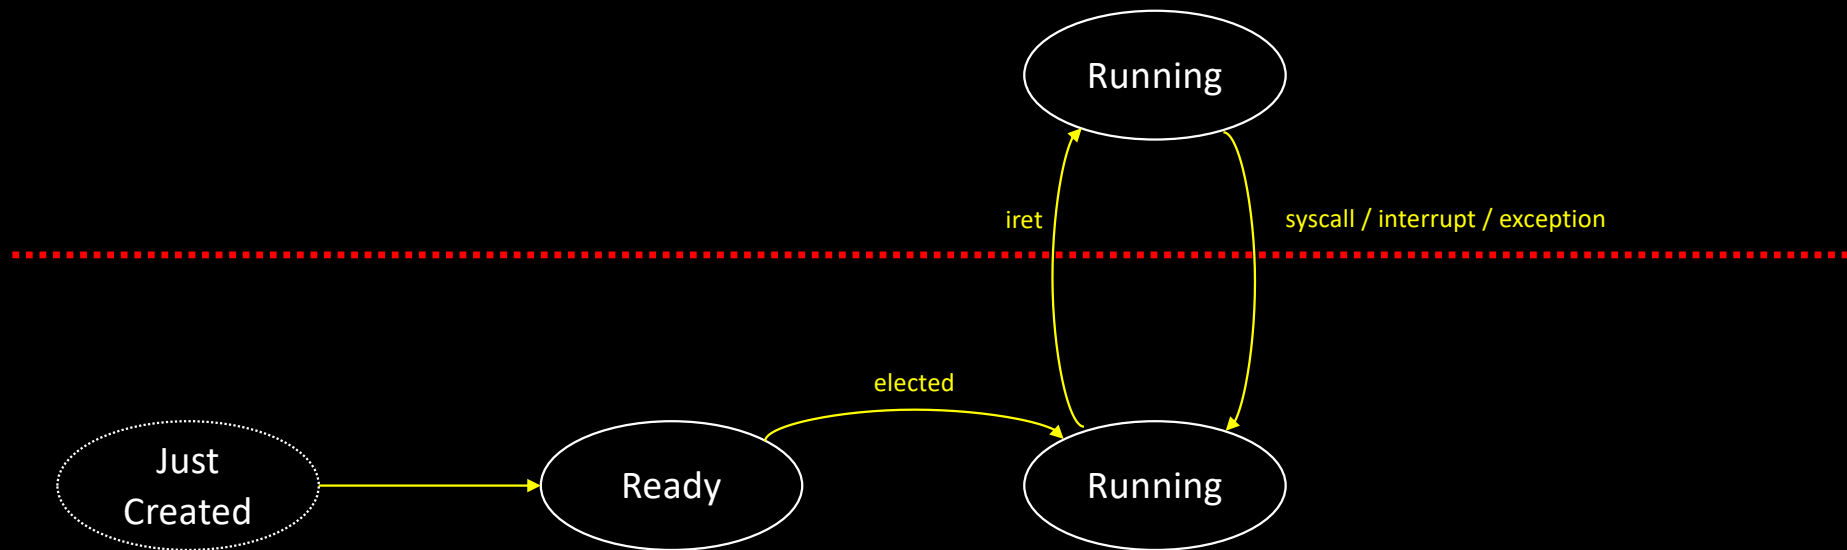 Running
iret
syscall / interrupt / exception
elected
Just
Created
Ready
Running